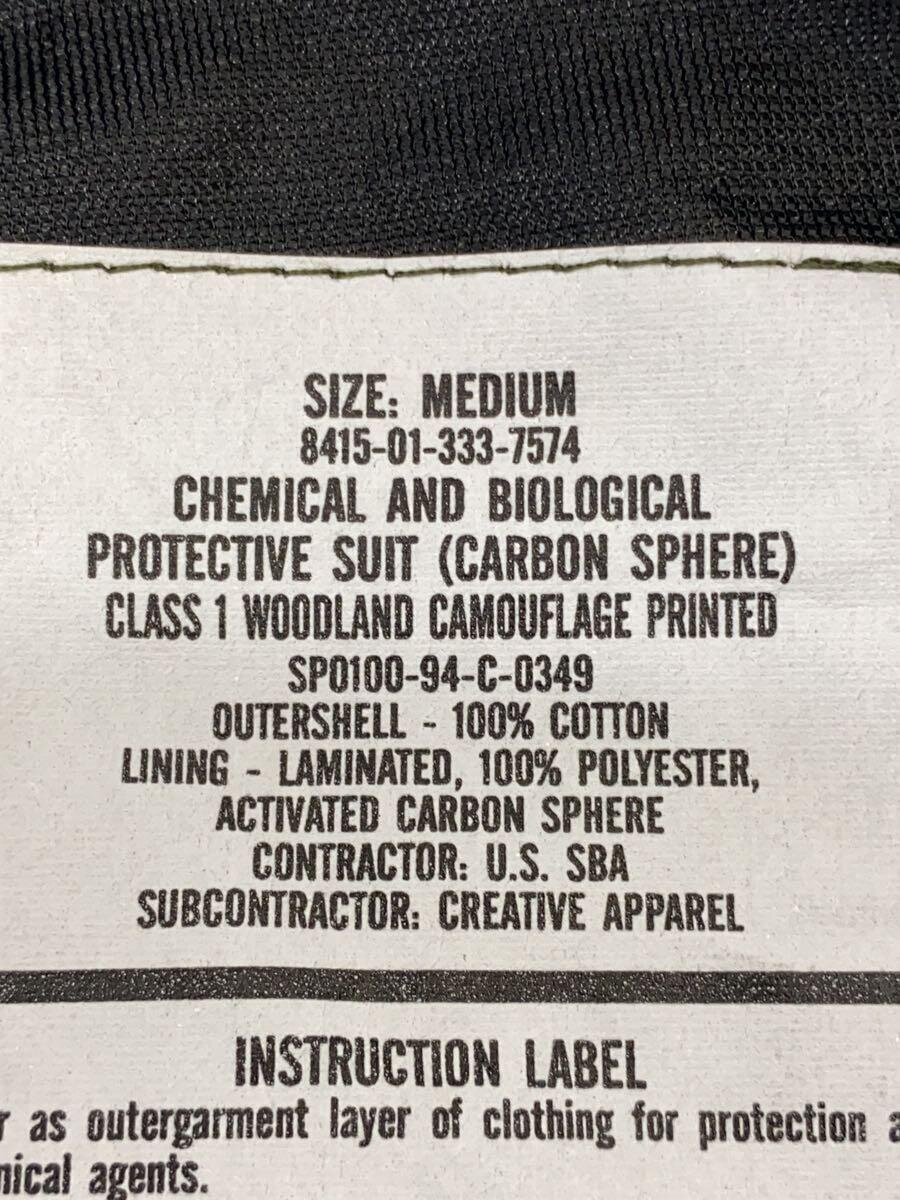 SIZE: MEDIUM
8415-01-333-7574
CHEMICAL AND BIOLOGICAL
PROTECTIVE SUIT (CARBON SPHERE)
CLASS 1 WOODLAND CAMOUFLAGE PRINTED
SP0100-94-C-0349
OUTERSHELL - 100% COTTON
LINING - LAMINATED, 100% POLYESTER,
ACTIVATED CARBON SPHERE
CONTRACTOR: U.S. SBA
SUBCONTRACTOR: CREATIVE APPAREL
INSTRUCTION LABEL
as outergarment layer of clothing for protection
agents.